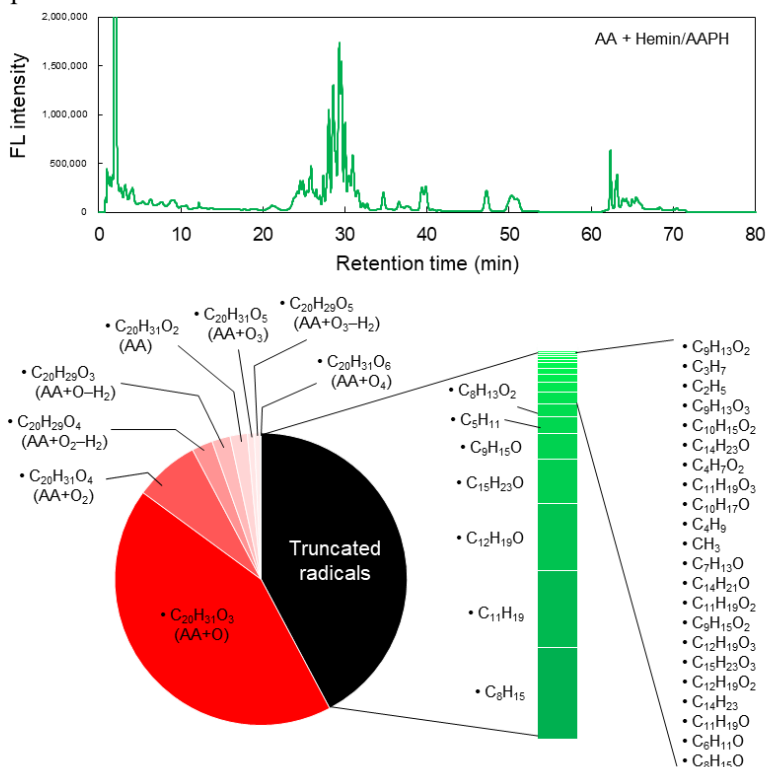 2,000,000
AA + Hemin/AAPH
1,500,000
1,000,000
500,000
0
FL intensity
0 10 20 30 40 50 60 70 80
Retention time (min)
• C₂₀H₃₁O₅
(AA+O₃)
• C₂₀H₂₉O₅
(AA+O₃–H₂)
• C₂₀H₃₁O₂
(AA)
• C₂₀H₃₁O₆
(AA+O₄)
• C₂₀H₂₉O₃
(AA+O–H₂)
• C₂₀H₂₉O₄
(AA+O₂–H₂)
• C₂₀H₃₁O₄
(AA+O₂)
Truncated
radicals
• C₂₀H₃₁O₃
(AA+O)
• C₈H₁₃O₂
• C₅H₁₁
• C₉H₁₅O
• C₁₅H₂₃O
• C₁₂H₁₉O
• C₁₁H₁₉
• C₈H₁₅
• C₉H₁₃O₂
• C₃H₇
• C₂H₅
• C₉H₁₃O₃
• C₁₀H₁₅O₂
• C₁₄H₂₃O
• C₄H₇O₂
• C₁₁H₁₉O₃
• C₁₀H₁₇O
• C₄H₉
• CH₃
• C₇H₁₃O
• C₁₄H₂₁O
• C₁₁H₁₉O₂
• C₉H₁₅O₂
• C₁₂H₁₉O₃
• C₁₅H₂₃O₃
• C₁₂H₁₉O₂
• C₁₄H₂₃
• C₁₁H₁₉O
• C₆H₁₁O
• C₈H₁₅O